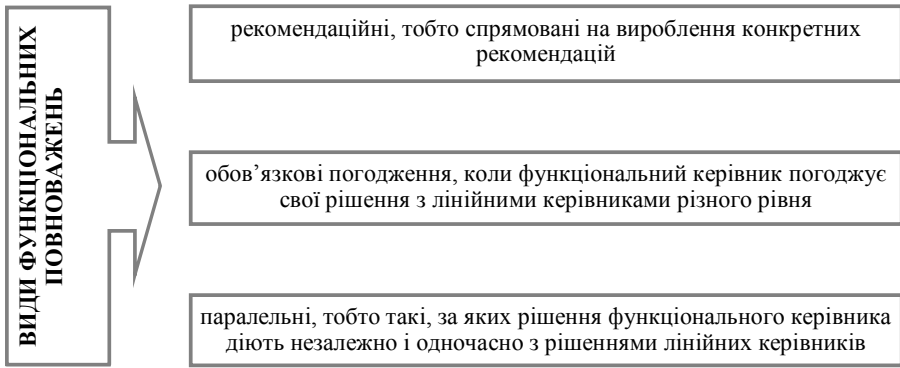 ВИДИ ФУНКЦІОНАЛЬНИХ
ПОВНОВАЖЕНЬ
рекомендаційні, тобто спрямовані на вироблення конкретних
рекомендацій
обов’язкові погодження, коли функціональний керівник погоджує
свої рішення з лінійними керівниками різного рівня
паралельні, тобто такі, за яких рішення функціонального керівника
діють незалежно і одночасно з рішеннями лінійних керівників